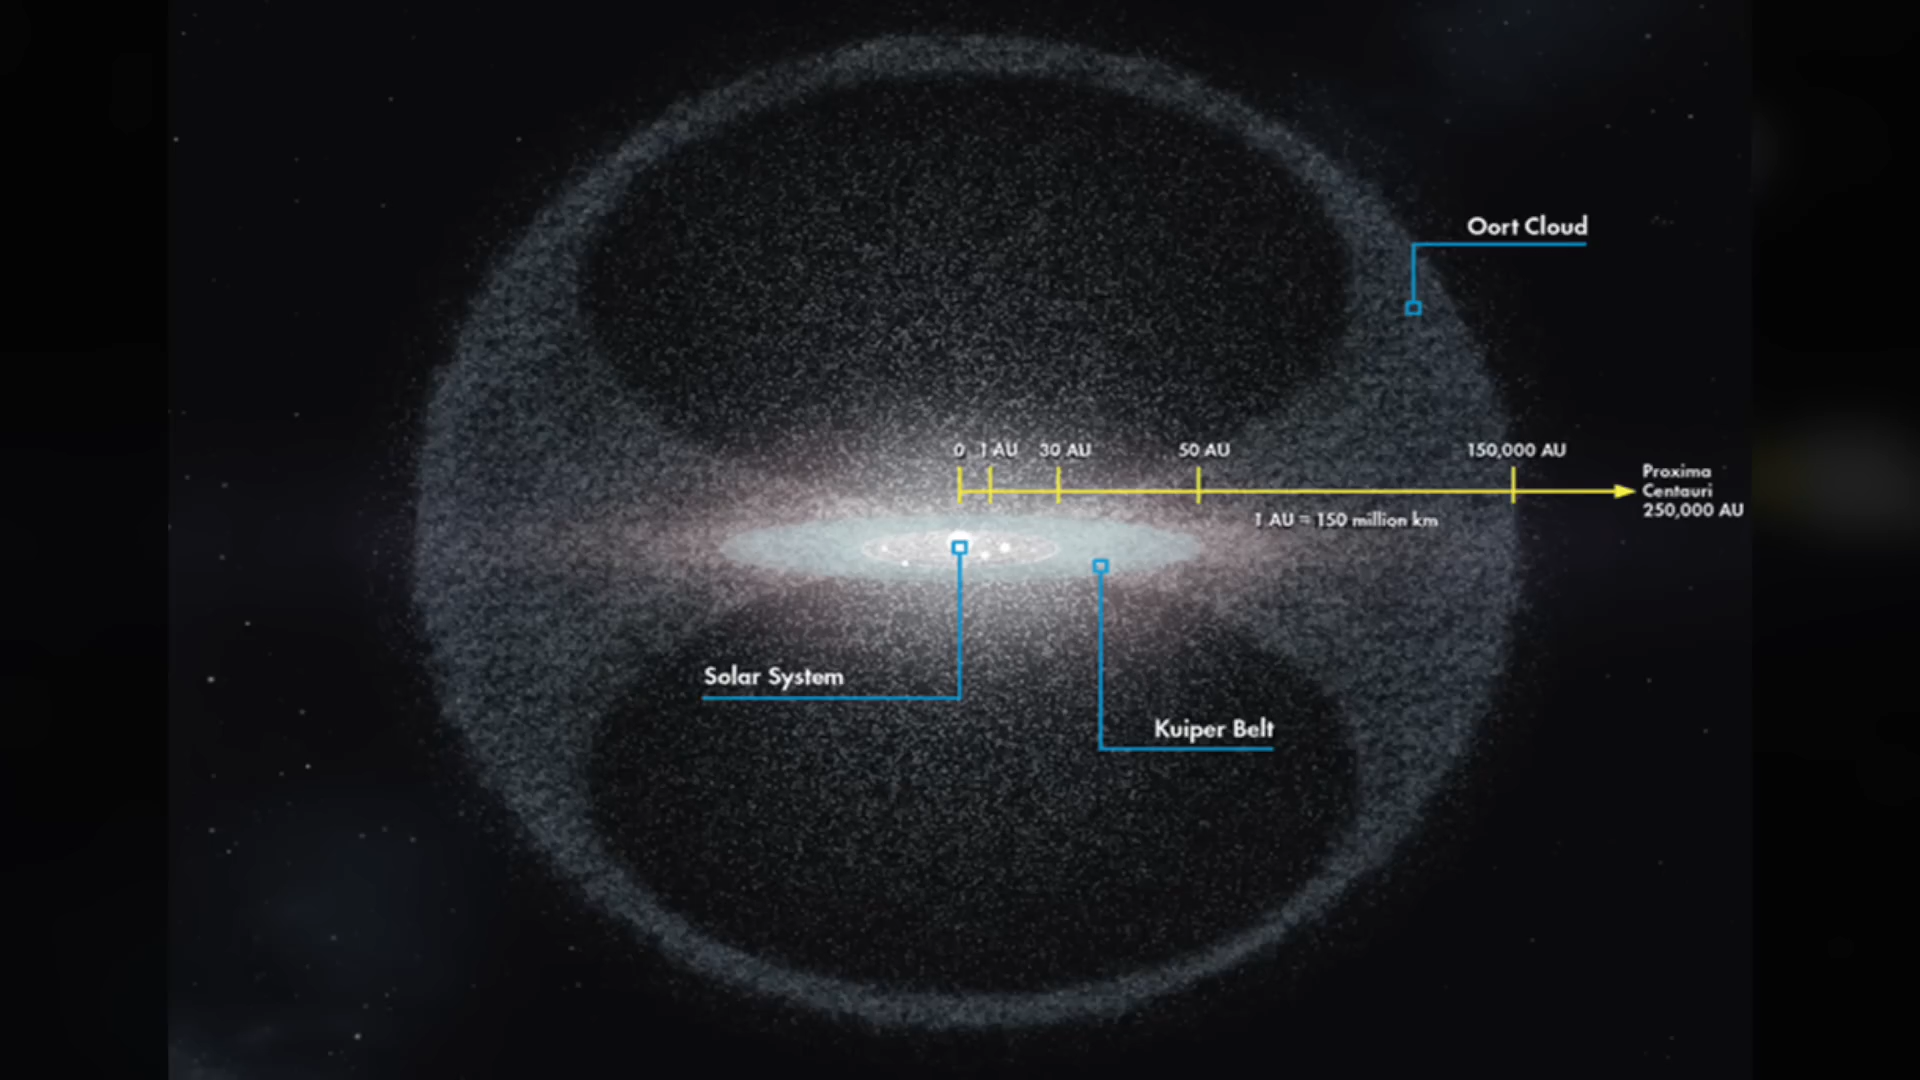 Oort Cloud
0 1 AU 30 AU 50 AU 150,000 AU
Proxima
Centauri
250,000 AU
1 AU = 150 million km
Solar System
Kuiper Belt